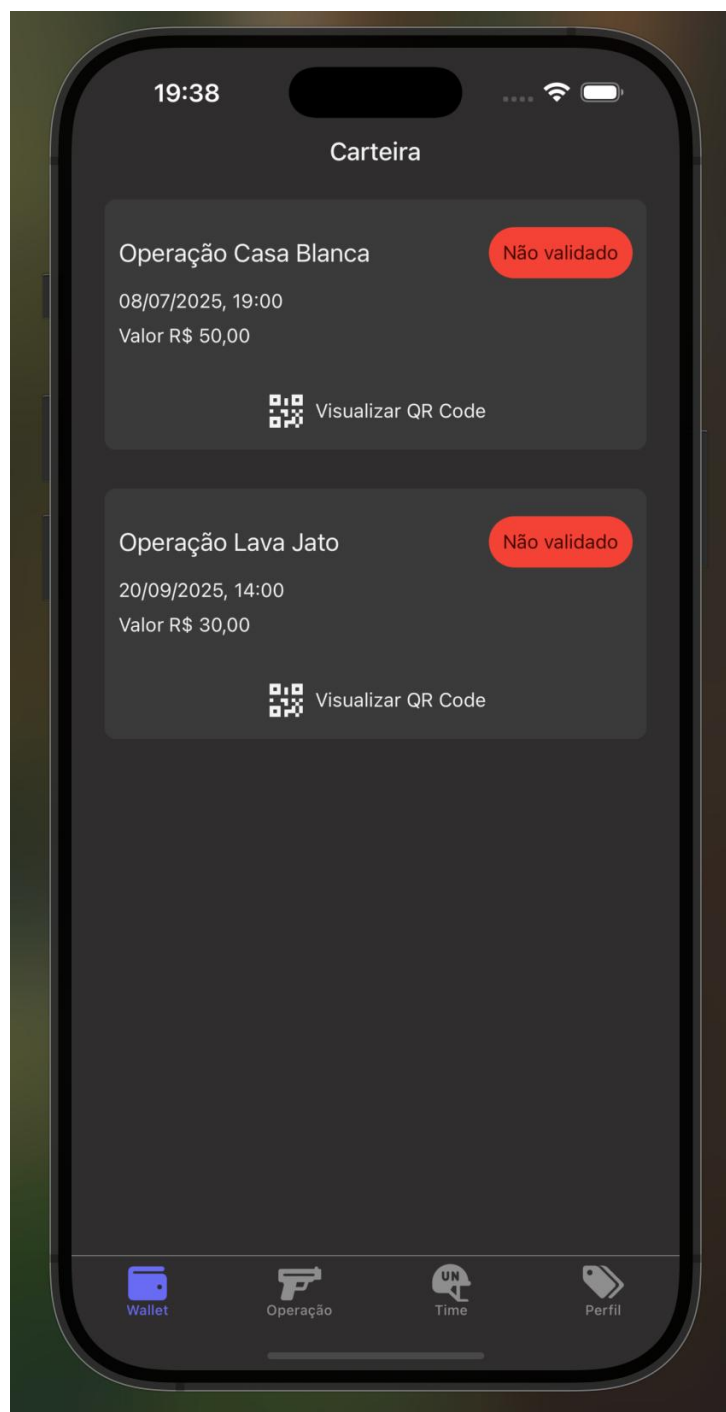 19:38
Carteira
Operação Casa Blanca
Não validado
08/07/2025, 19:00
Valor R$ 50,00
Visualizar QR Code
Operação Lava Jato
Não validado
20/09/2025, 14:00
Valor R$ 30,00
Visualizar QR Code
UN
Wallet
Operação
Time
Perfil